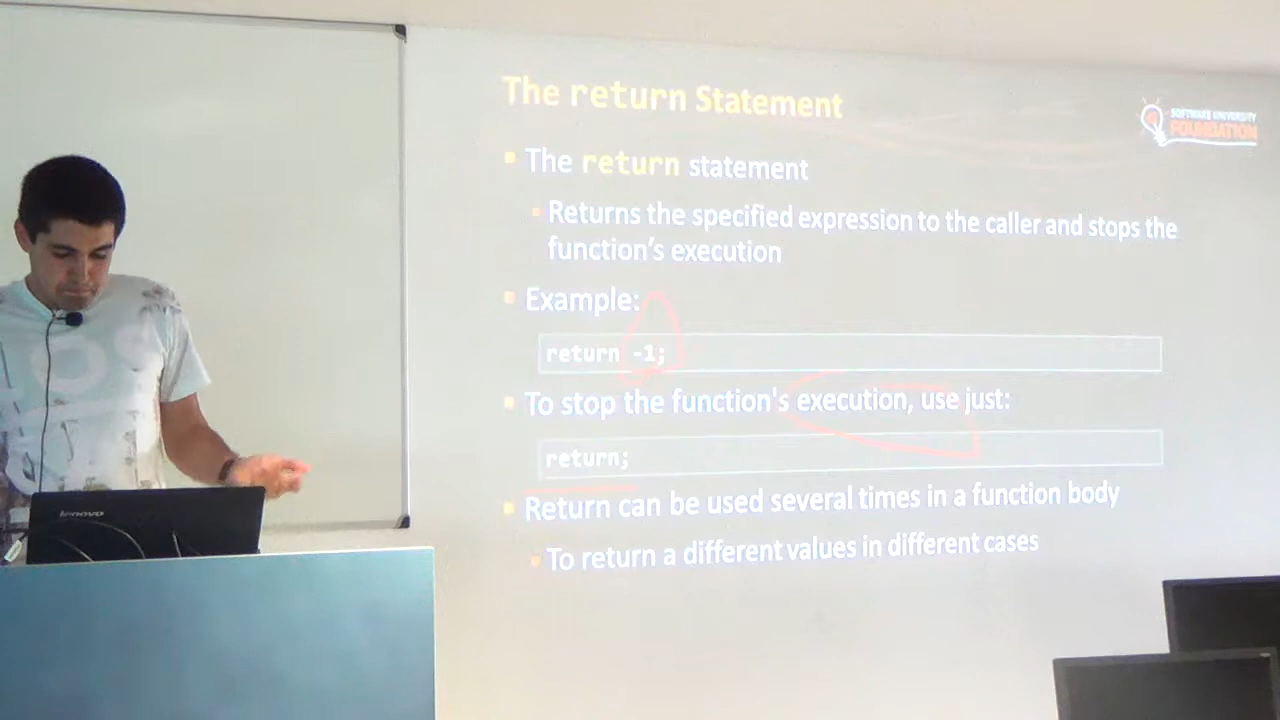 The return Statement
SOFTWARE UNIVERSITY
FOUNDATION
The return statement
Returns the specified expression to the caller and stops the
function’s execution
Example:
return -1;
To stop the function's execution, use just:
return;
Return can be used several times in a function body
To return a different values in different cases
lenovo